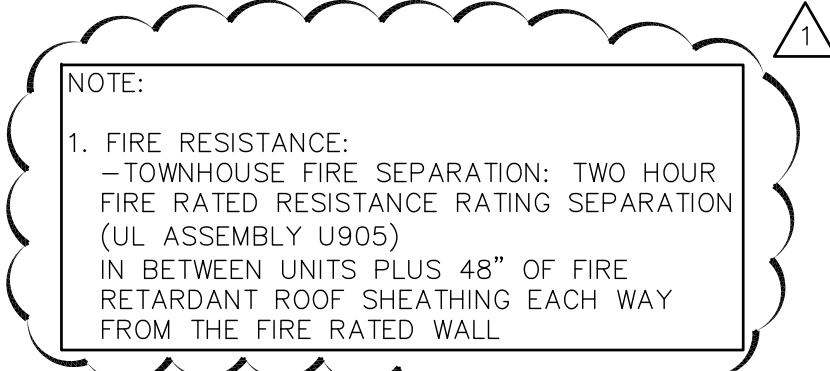 1
NOTE:
1. FIRE RESISTANCE:
–TOWNHOUSE FIRE SEPARATION: TWO HOUR
FIRE RATED RESISTANCE RATING SEPARATION
(UL ASSEMBLY U905)
IN BETWEEN UNITS PLUS 48” OF FIRE
RETARDANT ROOF SHEATHING EACH WAY
FROM THE FIRE RATED WALL